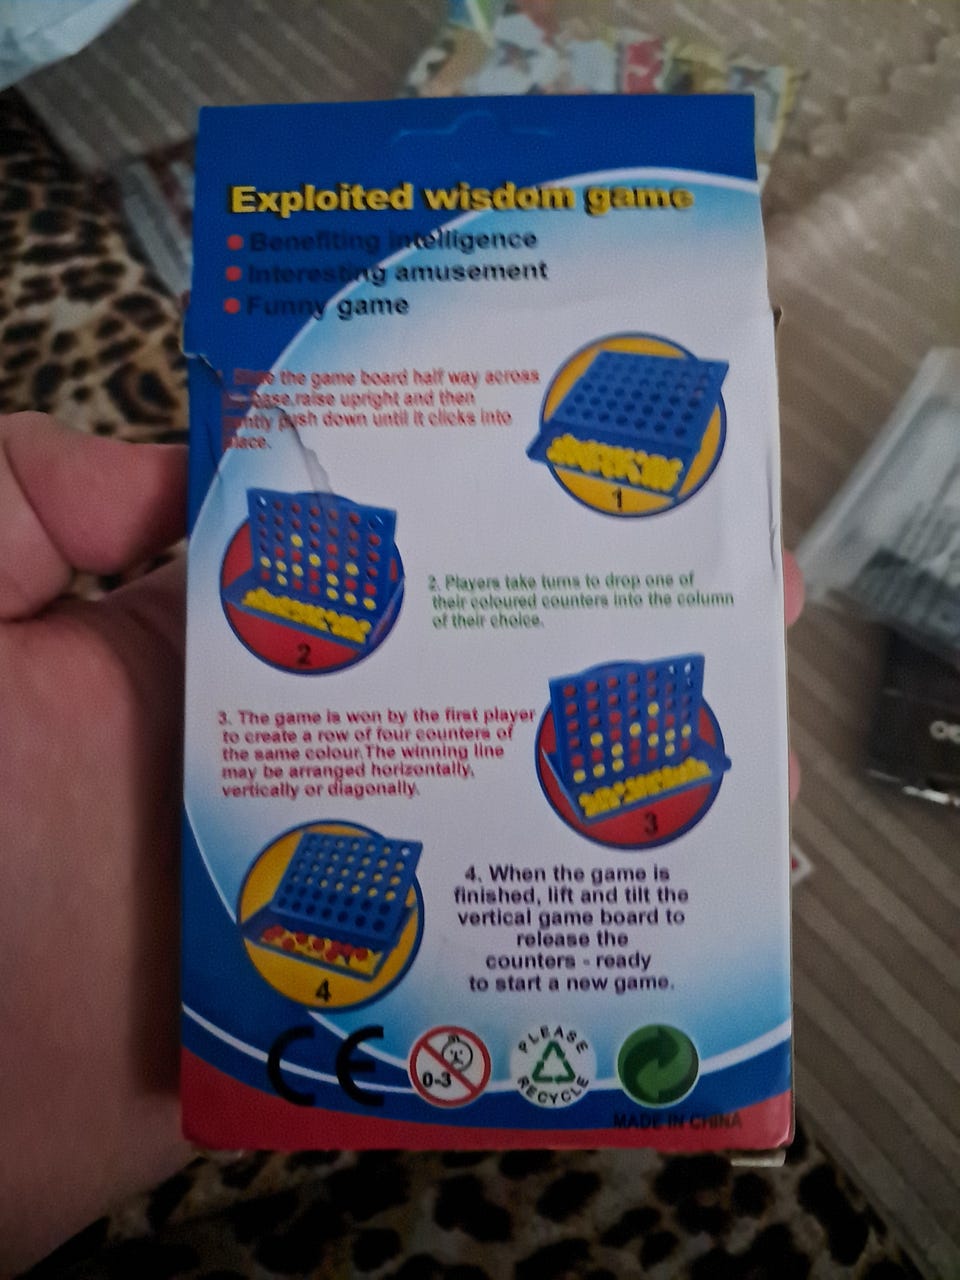 Exploited wisdom game
Benefiting intelligence
Interesting amusement
Funny game
the game board half way across
base,raise upright and then
gently push down until it clicks into
place.
1
2
2. Players take turns to drop one of
their coloured counters into the column
of their choice.
3. The game is won by the first player
to create a row of four counters of
the same colour.The winning line
may be arranged horizontally,
vertically or diagonally.
3
4
4. When the game is
finished, lift and tilt the
vertical game board to
release the
counters - ready
to start a new game.
CE
0-3
PLEASE
RECYCLE
MADE IN CHINA